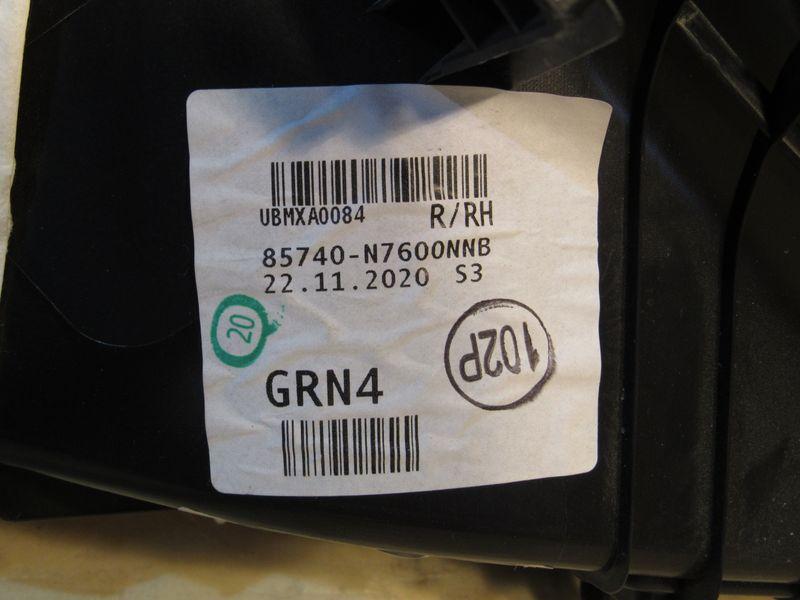 UBMXA0084 R/RH
85740-N7600NNB
22.11.2020 S3
20
102P
GRN4